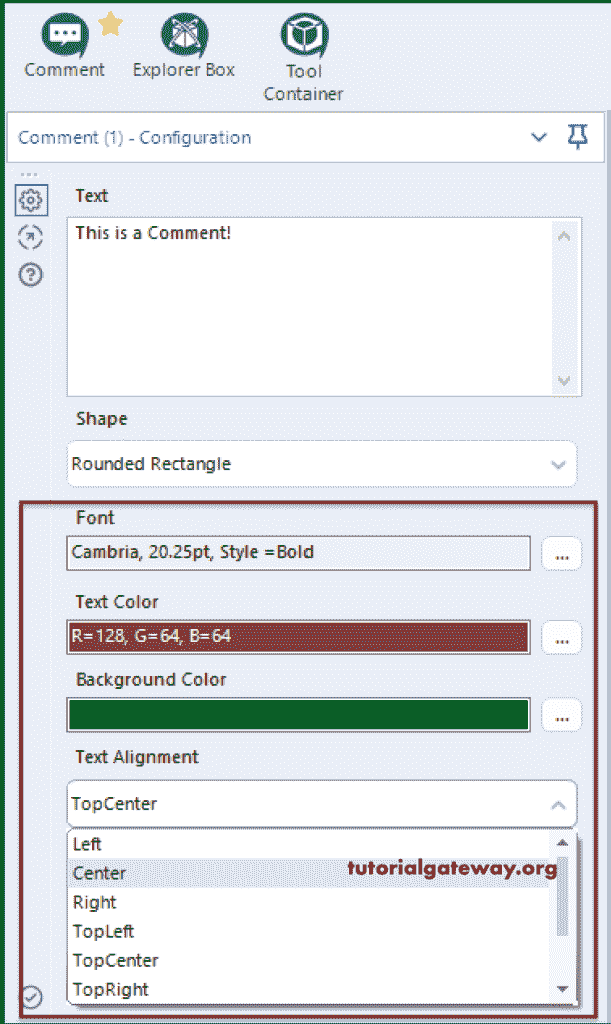 Comment
Explorer Box
Tool
Container
Comment (1) - Configuration
Text
This is a Comment!
Shape
Rounded Rectangle
Font
Cambria, 20.25pt, Style =Bold
...
Text Color
R=128, G=64, B=64
...
Background Color
...
Text Alignment
TopCenter
Left
Center
tutorialgateway.org
Right
TopLeft
TopCenter
TopRight